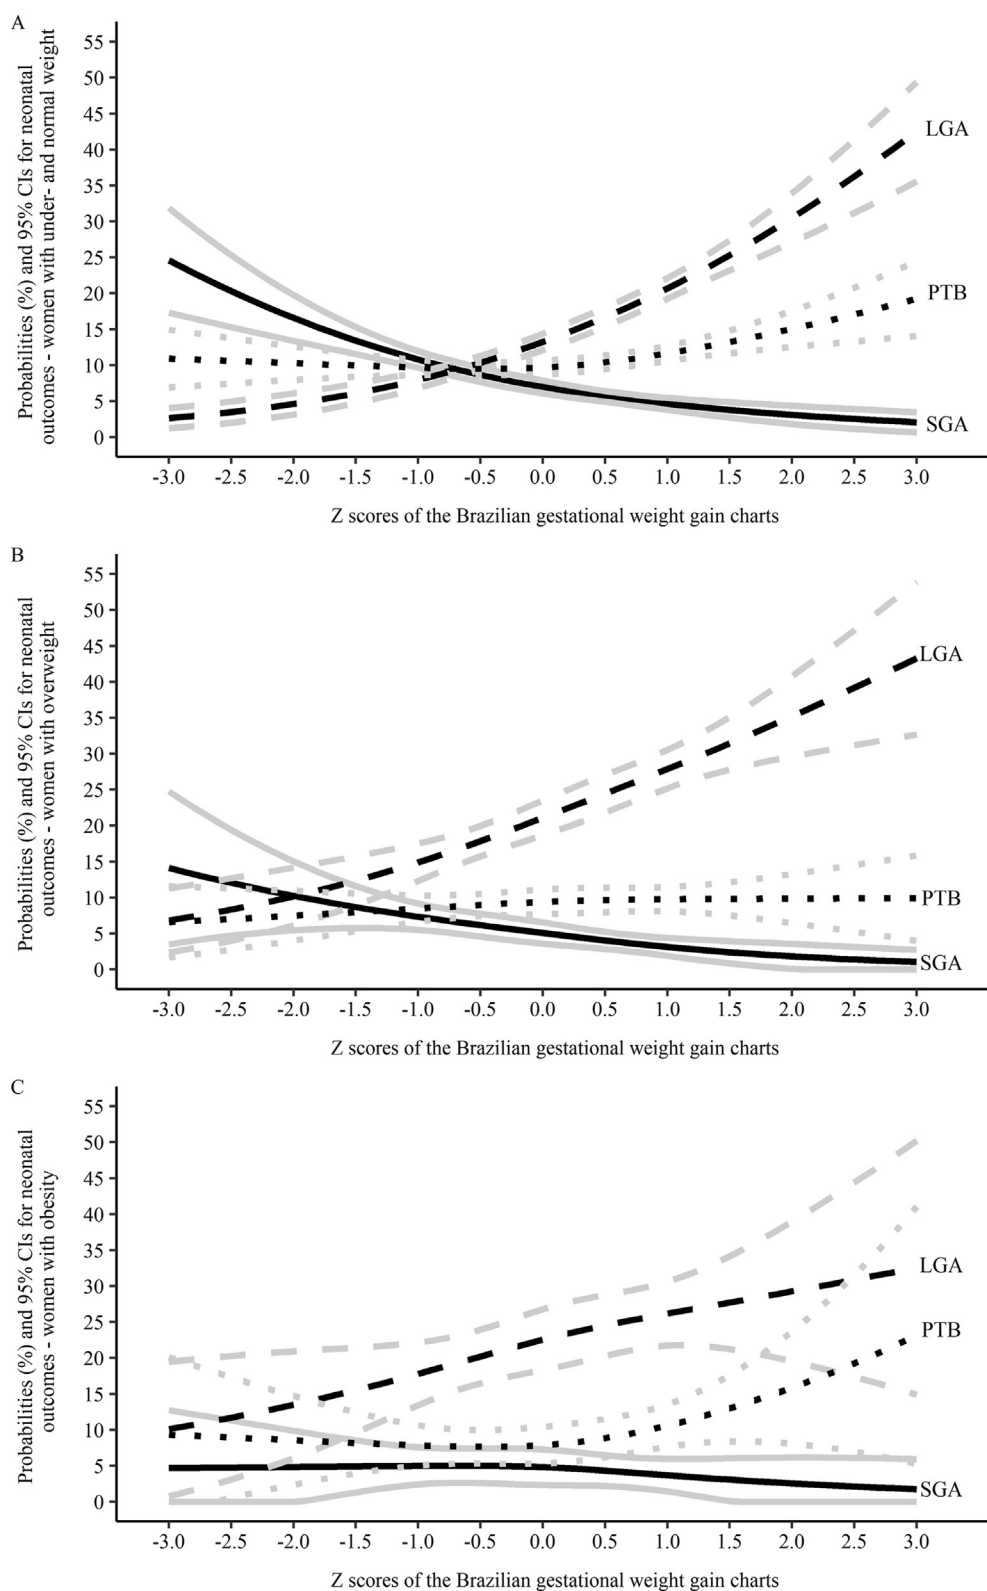 A
Probabilities (%) and 95% CIs for neonatal
outcomes - women with under- and normal weight
55
50
45
40
35
30
25
20
15
10
5
0
LGA
PTB
SGA
-3.0 -2.5 -2.0 -1.5 -1.0 -0.5 0.0 0.5 1.0 1.5 2.0 2.5 3.0
Z scores of the Brazilian gestational weight gain charts
B
Probabilities (%) and 95% CIs for neonatal
outcomes - women with overweight
55
50
45
40
35
30
25
20
15
10
5
0
LGA
PTB
SGA
-3.0 -2.5 -2.0 -1.5 -1.0 -0.5 0.0 0.5 1.0 1.5 2.0 2.5 3.0
Z scores of the Brazilian gestational weight gain charts
C
Probabilities (%) and 95% CIs for neonatal
outcomes - women with obesity
55
50
45
40
35
30
25
20
15
10
5
0
LGA
PTB
SGA
-3.0 -2.5 -2.0 -1.5 -1.0 -0.5 0.0 0.5 1.0 1.5 2.0 2.5 3.0
Z scores of the Brazilian gestational weight gain charts